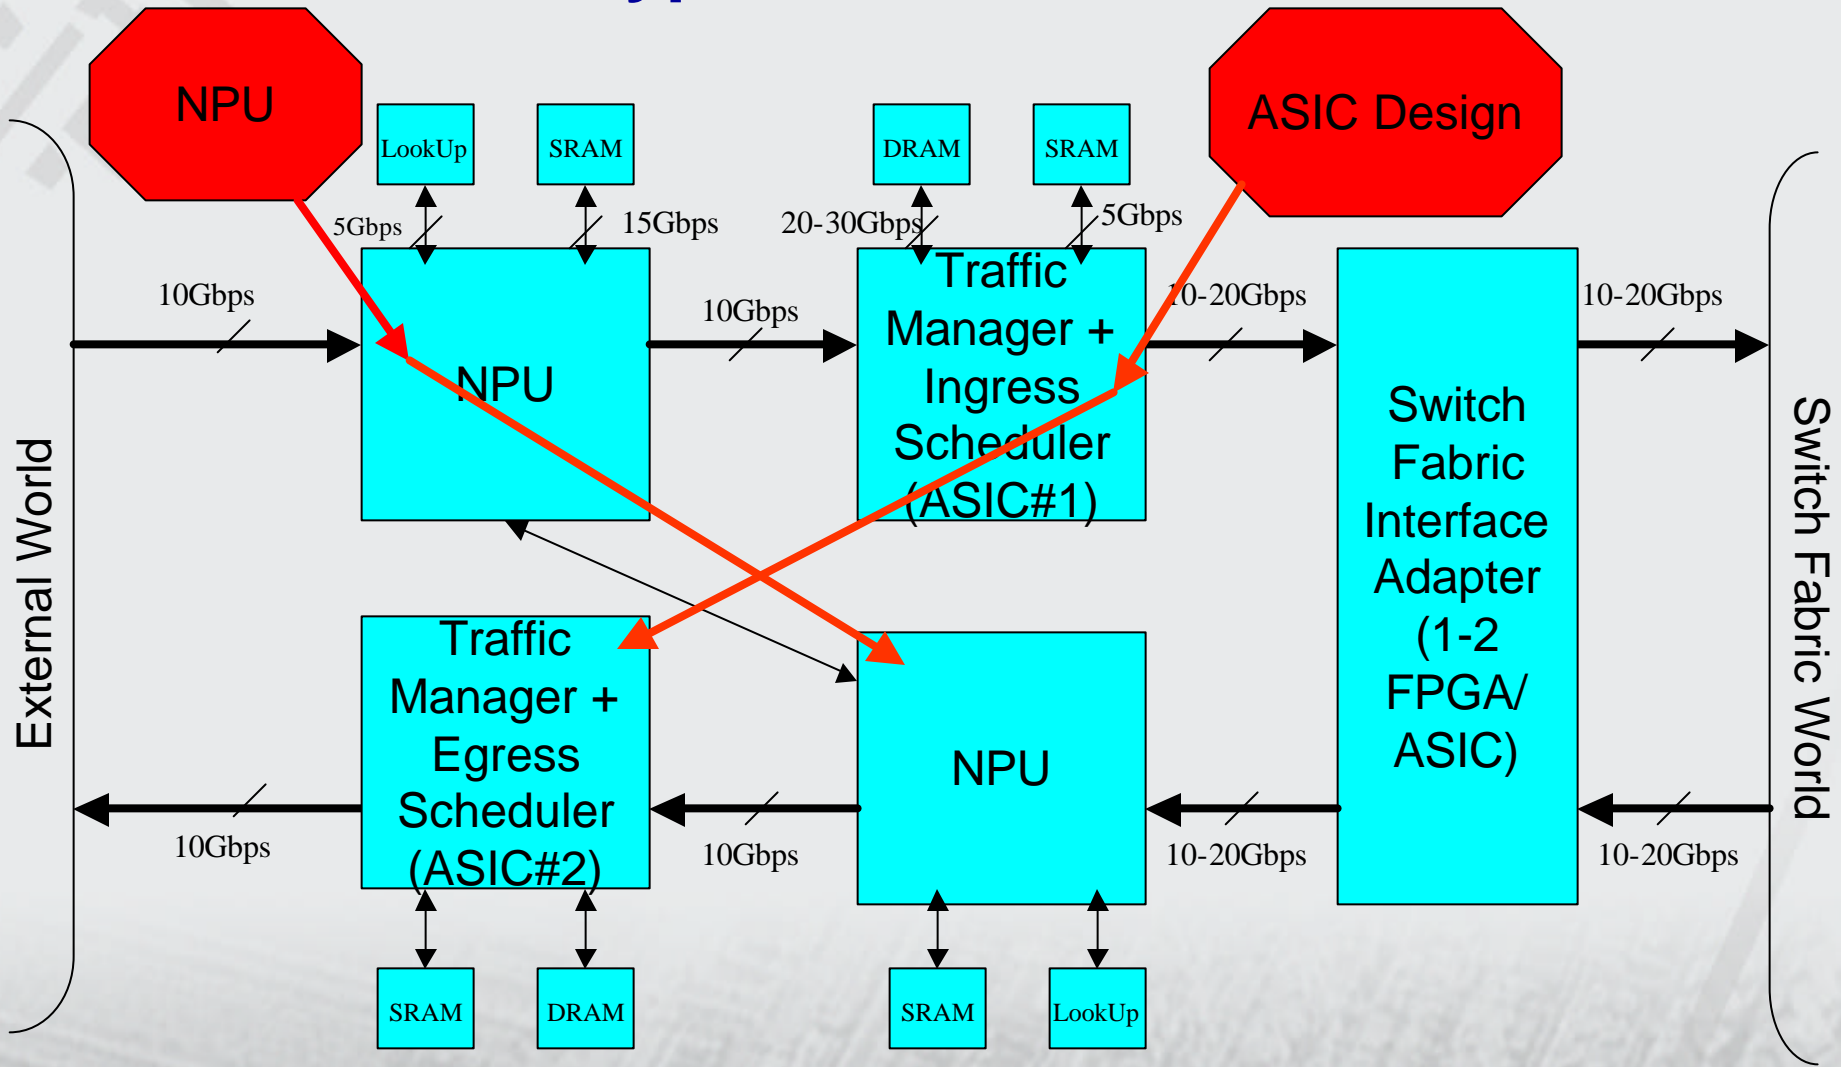 NPU
ASIC Design
LookUp
SRAM
DRAM
SRAM
5Gbps
15Gbps
20-30Gbps
5Gbps
10Gbps
10Gbps
10-20Gbps
10-20Gbps
NPU
Traffic
Manager +
Ingress
Scheduler
(ASIC#1)
Switch
Fabric
Interface
Adapter
(1-2
FPGA/
ASIC)
External World
Switch Fabric World
Traffic
Manager +
Egress
Scheduler
(ASIC#2)
NPU
10Gbps
10Gbps
10-20Gbps
10-20Gbps
SRAM
DRAM
SRAM
LookUp